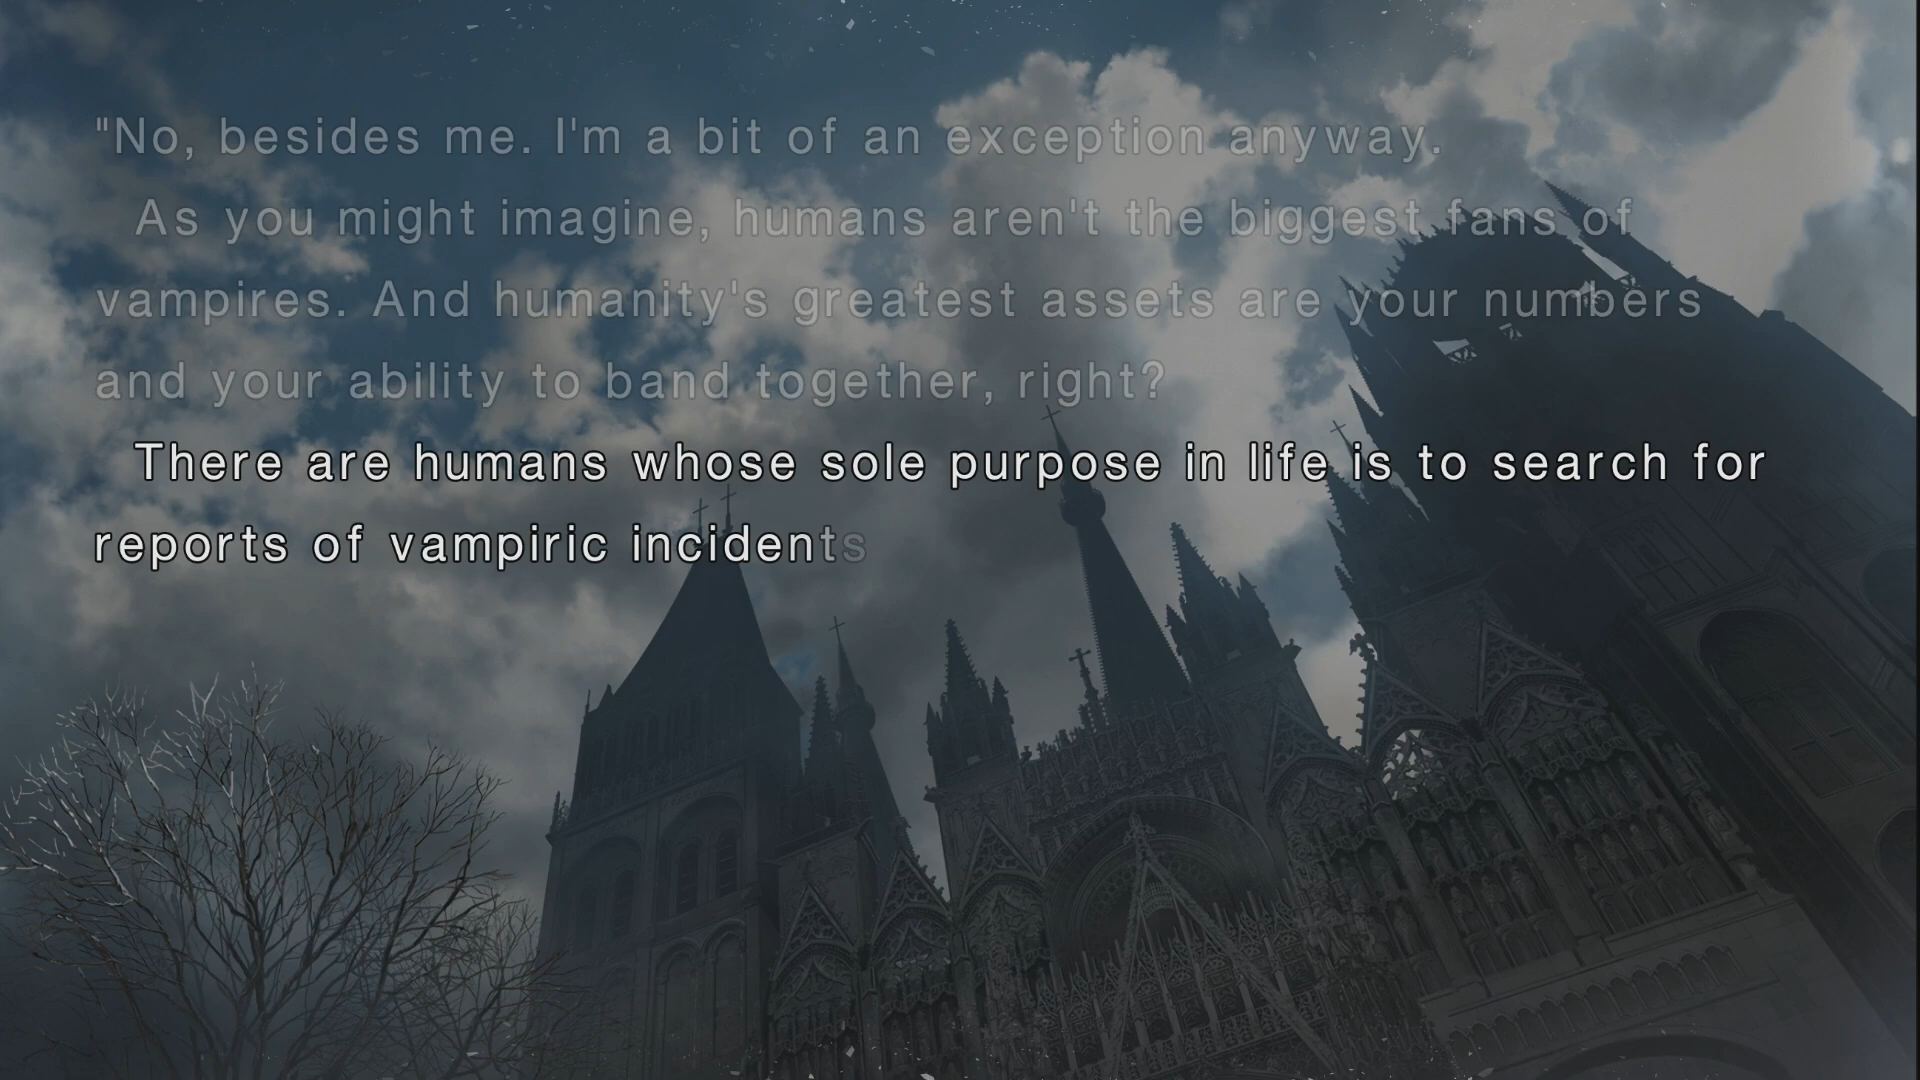 "No, besides me. I'm a bit of an exception anyway.
As you might imagine, humans aren't the biggest fans of
vampires. And humanity's greatest assets are your numbers
and your ability to band together, right?
There are humans whose sole purpose in life is to search for
reports of vampiric incidents